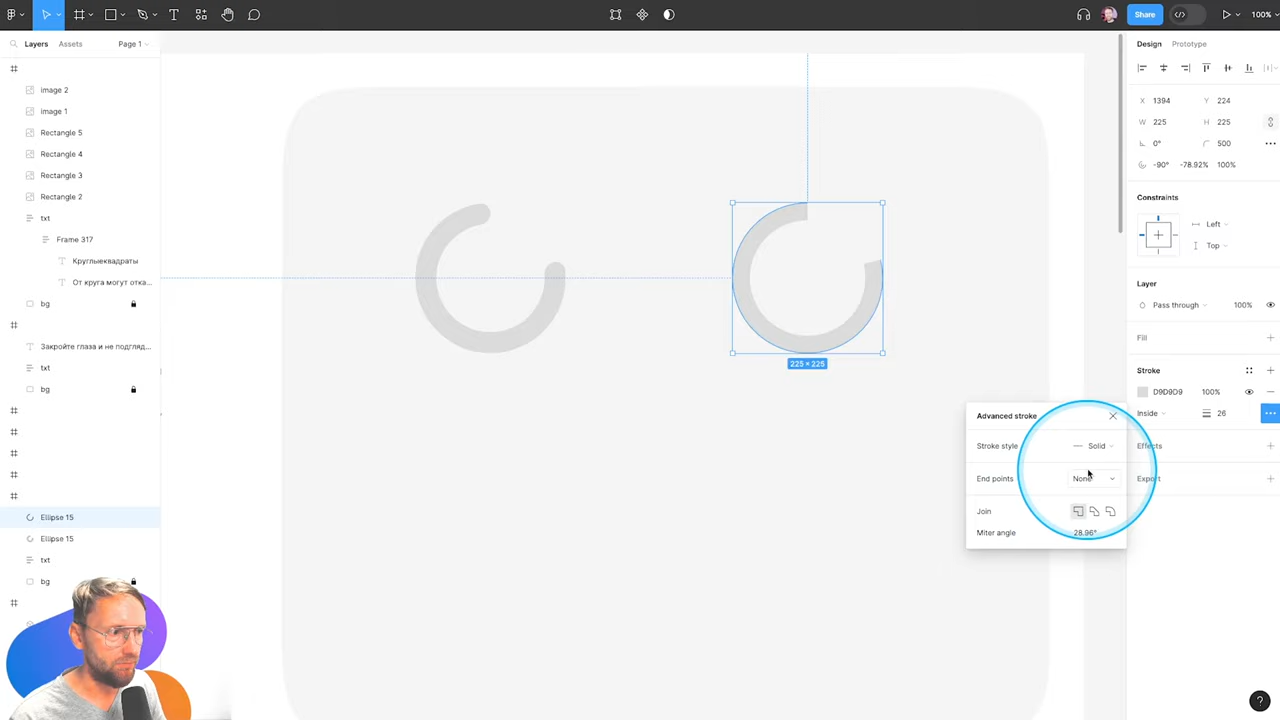 Share
100%
Layers
Assets
Page 1
image 2
image 1
Rectangle 5
Rectangle 4
Rectangle 3
Rectangle 2
txt
Frame 317
Круглыеквадраты
От круга могут отка...
bg
Закройте глаза и не подгляд...
txt
bg
Ellipse 15
Ellipse 15
txt
bg
225 × 225
Design
Prototype
X 1394
Y 224
W 225
H 225
0°
500
-90°
-78.92%
100%
Constraints
Left
Top
Layer
Pass through
100%
Fill
Stroke
D9D9D9
100%
Inside
26
Effects
Export
Advanced stroke
Stroke style
Solid
End points
None
Join
Miter angle
28.96°
?